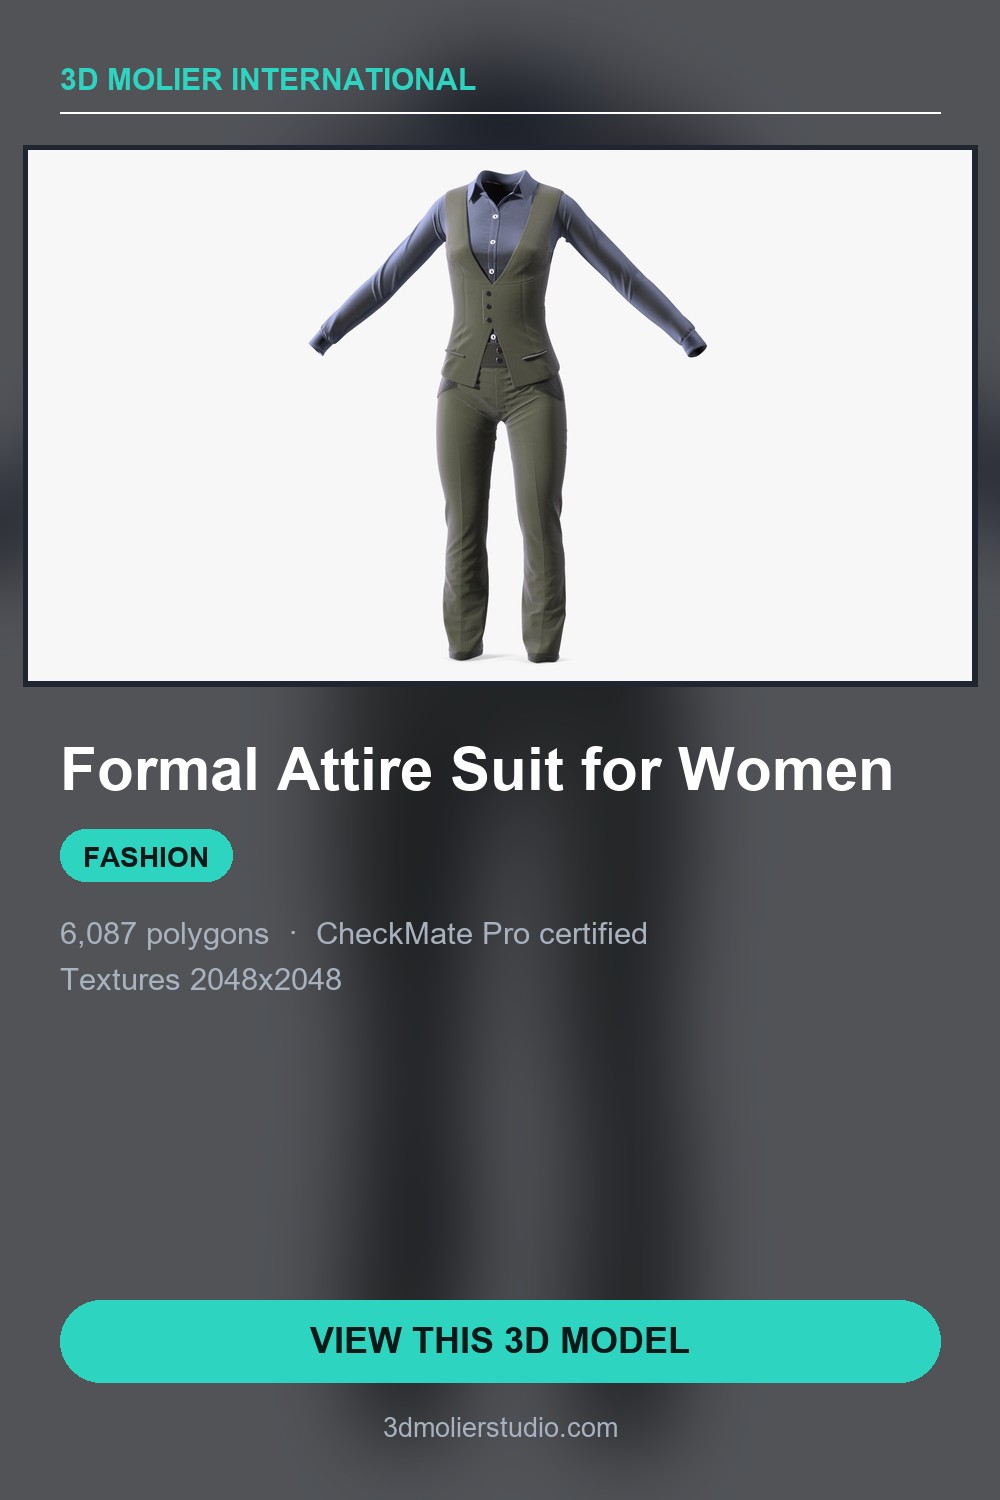 3D MOLIER INTERNATIONAL
Formal Attire Suit for Women
FASHION
6,087 polygons · CheckMate Pro certified
Textures 2048x2048
VIEW THIS 3D MODEL
3dmolierstudio.com